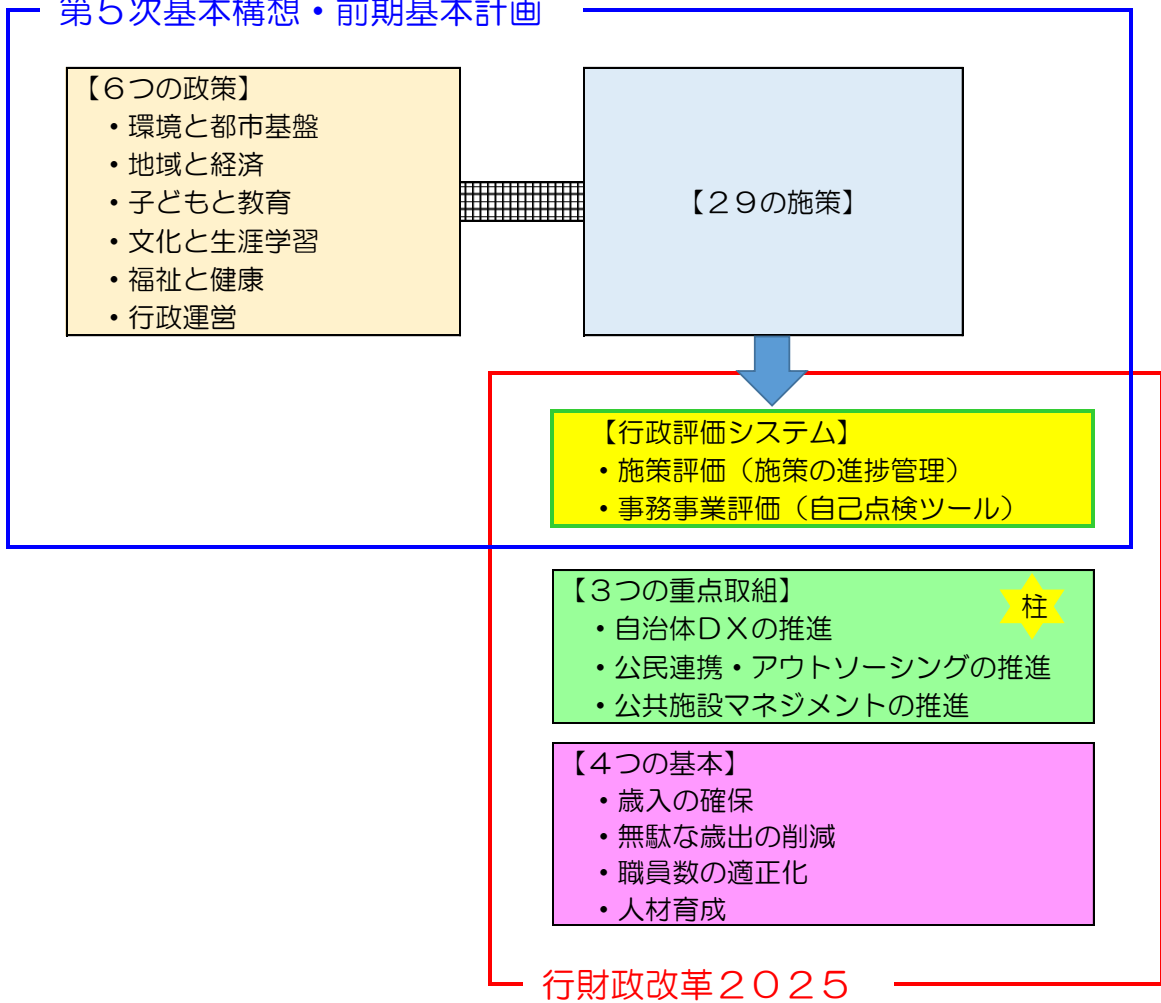 第５次基本構想・前期基本計画
【６つの政策】
・環境と都市基盤
・地域と経済
・子どもと教育
・文化と生涯学習
・福祉と健康
・行政運営
【２９の施策】
【行政評価システム】
・施策評価（施策の進捗管理）
・事務事業評価（自己点検ツール）
【３つの重点取組】
柱
・自治体ＤＸの推進
・公民連携・アウトソーシングの推進
・公共施設マネジメントの推進
【４つの基本】
・歳入の確保
・無駄な歳出の削減
・職員数の適正化
・人材育成
行財政改革２０２５